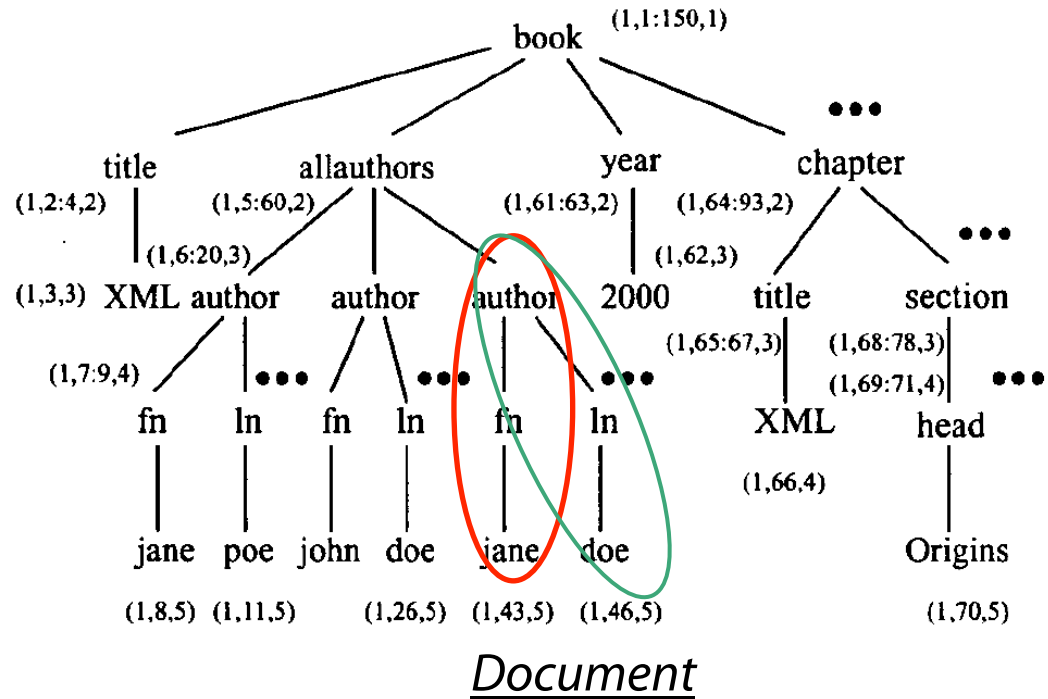 book (1,1:150,1)
title allauthors year chapter
(1,2:4,2) (1,5:60,2) (1,61:63,2) (1,64:93,2)
(1,6:20,3) (1,62,3)
(1,3,3) XML author author author 2000 title section
(1,65:67,3) (1,68:78,3)
(1,7:9,4) (1,69:71,4)
fn ln fn ln fn ln XML head
(1,66,4)
jane poe john doe jane doe Origins
(1,8,5) (1,11,5) (1,26,5) (1,43,5) (1,46,5) (1,70,5)
Document